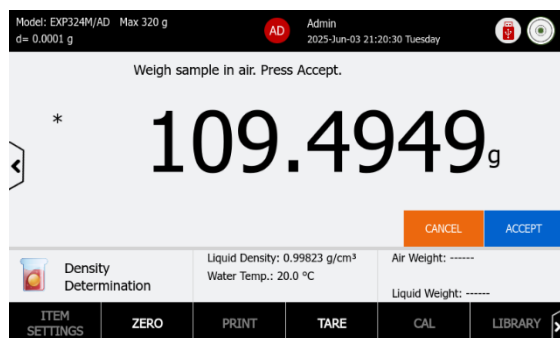 Model: EXP324M/AD Max 320 g
d= 0.0001 g
AD
Admin
2025-Jun-03 21:20:30 Tuesday
Weigh sample in air. Press Accept.
* 109.4949 g
CANCEL
ACCEPT
Density
Determination
Liquid Density: 0.99823 g/cm³
Water Temp.: 20.0 °C
Air Weight: ------
Liquid Weight: ------
ITEM
SETTINGS
ZERO
PRINT
TARE
CAL
LIBRARY